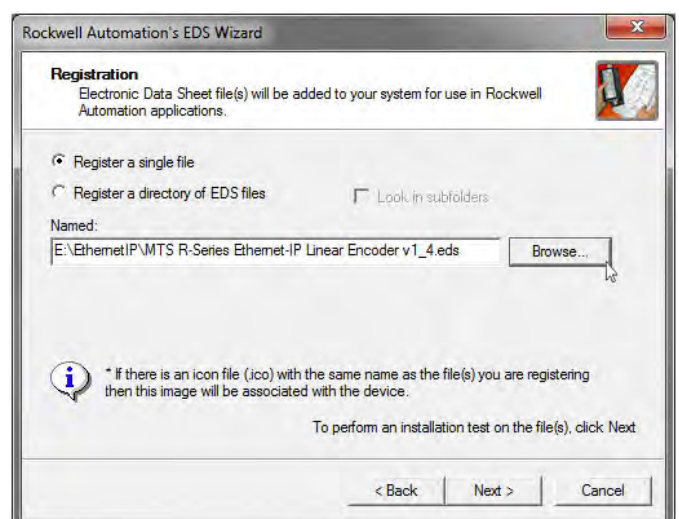 Rockwell Automation's EDS Wizard
Registration
Electronic Data Sheet file(s) will be added to your system for use in Rockwell
Automation applications.
Register a single file
Register a directory of EDS files
Look in subfolders
Named:
E:\EthernetIP\MTS R-Series Ethernet-IP Linear Encoder v1_4.eds
Browse...
* If there is an icon file (.ico) with the same name as the file(s) you are registering
then this image will be associated with the device.
To perform an installation test on the file(s), click Next
< Back
Next >
Cancel